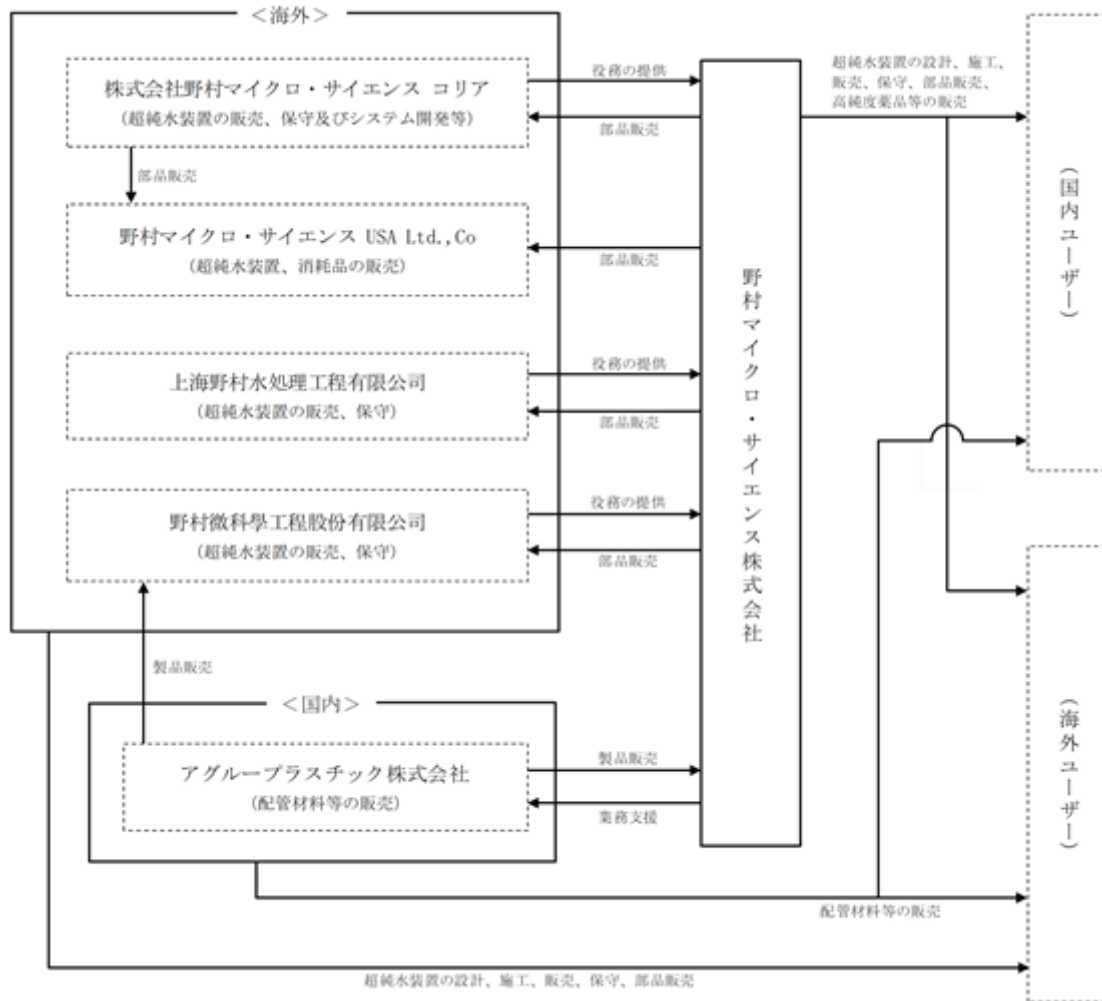 ＜海外＞
株式会社野村マイクロ・サイエンス コリア
(超純水装置の販売、保守及びシステム開発等)
役務の提供
部品販売
部品販売
野村マイクロ・サイエンス USA Ltd.,Co
(超純水装置、消耗品の販売)
部品販売
上海野村水処理工程有限公司
(超純水装置の販売、保守)
役務の提供
部品販売
野村微科學工程股份有限公司
(超純水装置の販売、保守)
役務の提供
部品販売
製品販売
＜国内＞
アグループラスチック株式会社
(配管材料等の販売)
製品販売
業務支援
野村マイクロ・サイエンス株式会社
超純水装置の設計、施工、
販売、保守、部品販売、
高純度薬品等の販売
(国内ユーザー)
(海外ユーザー)
配管材料等の販売
超純水装置の設計、施工、販売、保守、部品販売